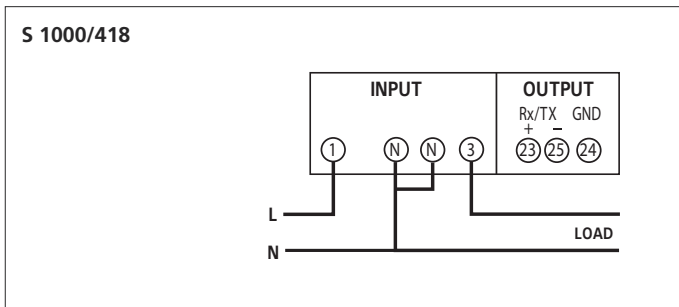 S 1000/418
INPUT OUTPUT
Rx/TX GND
+ –
1 N N 3 23 25 24
L
LOAD
N